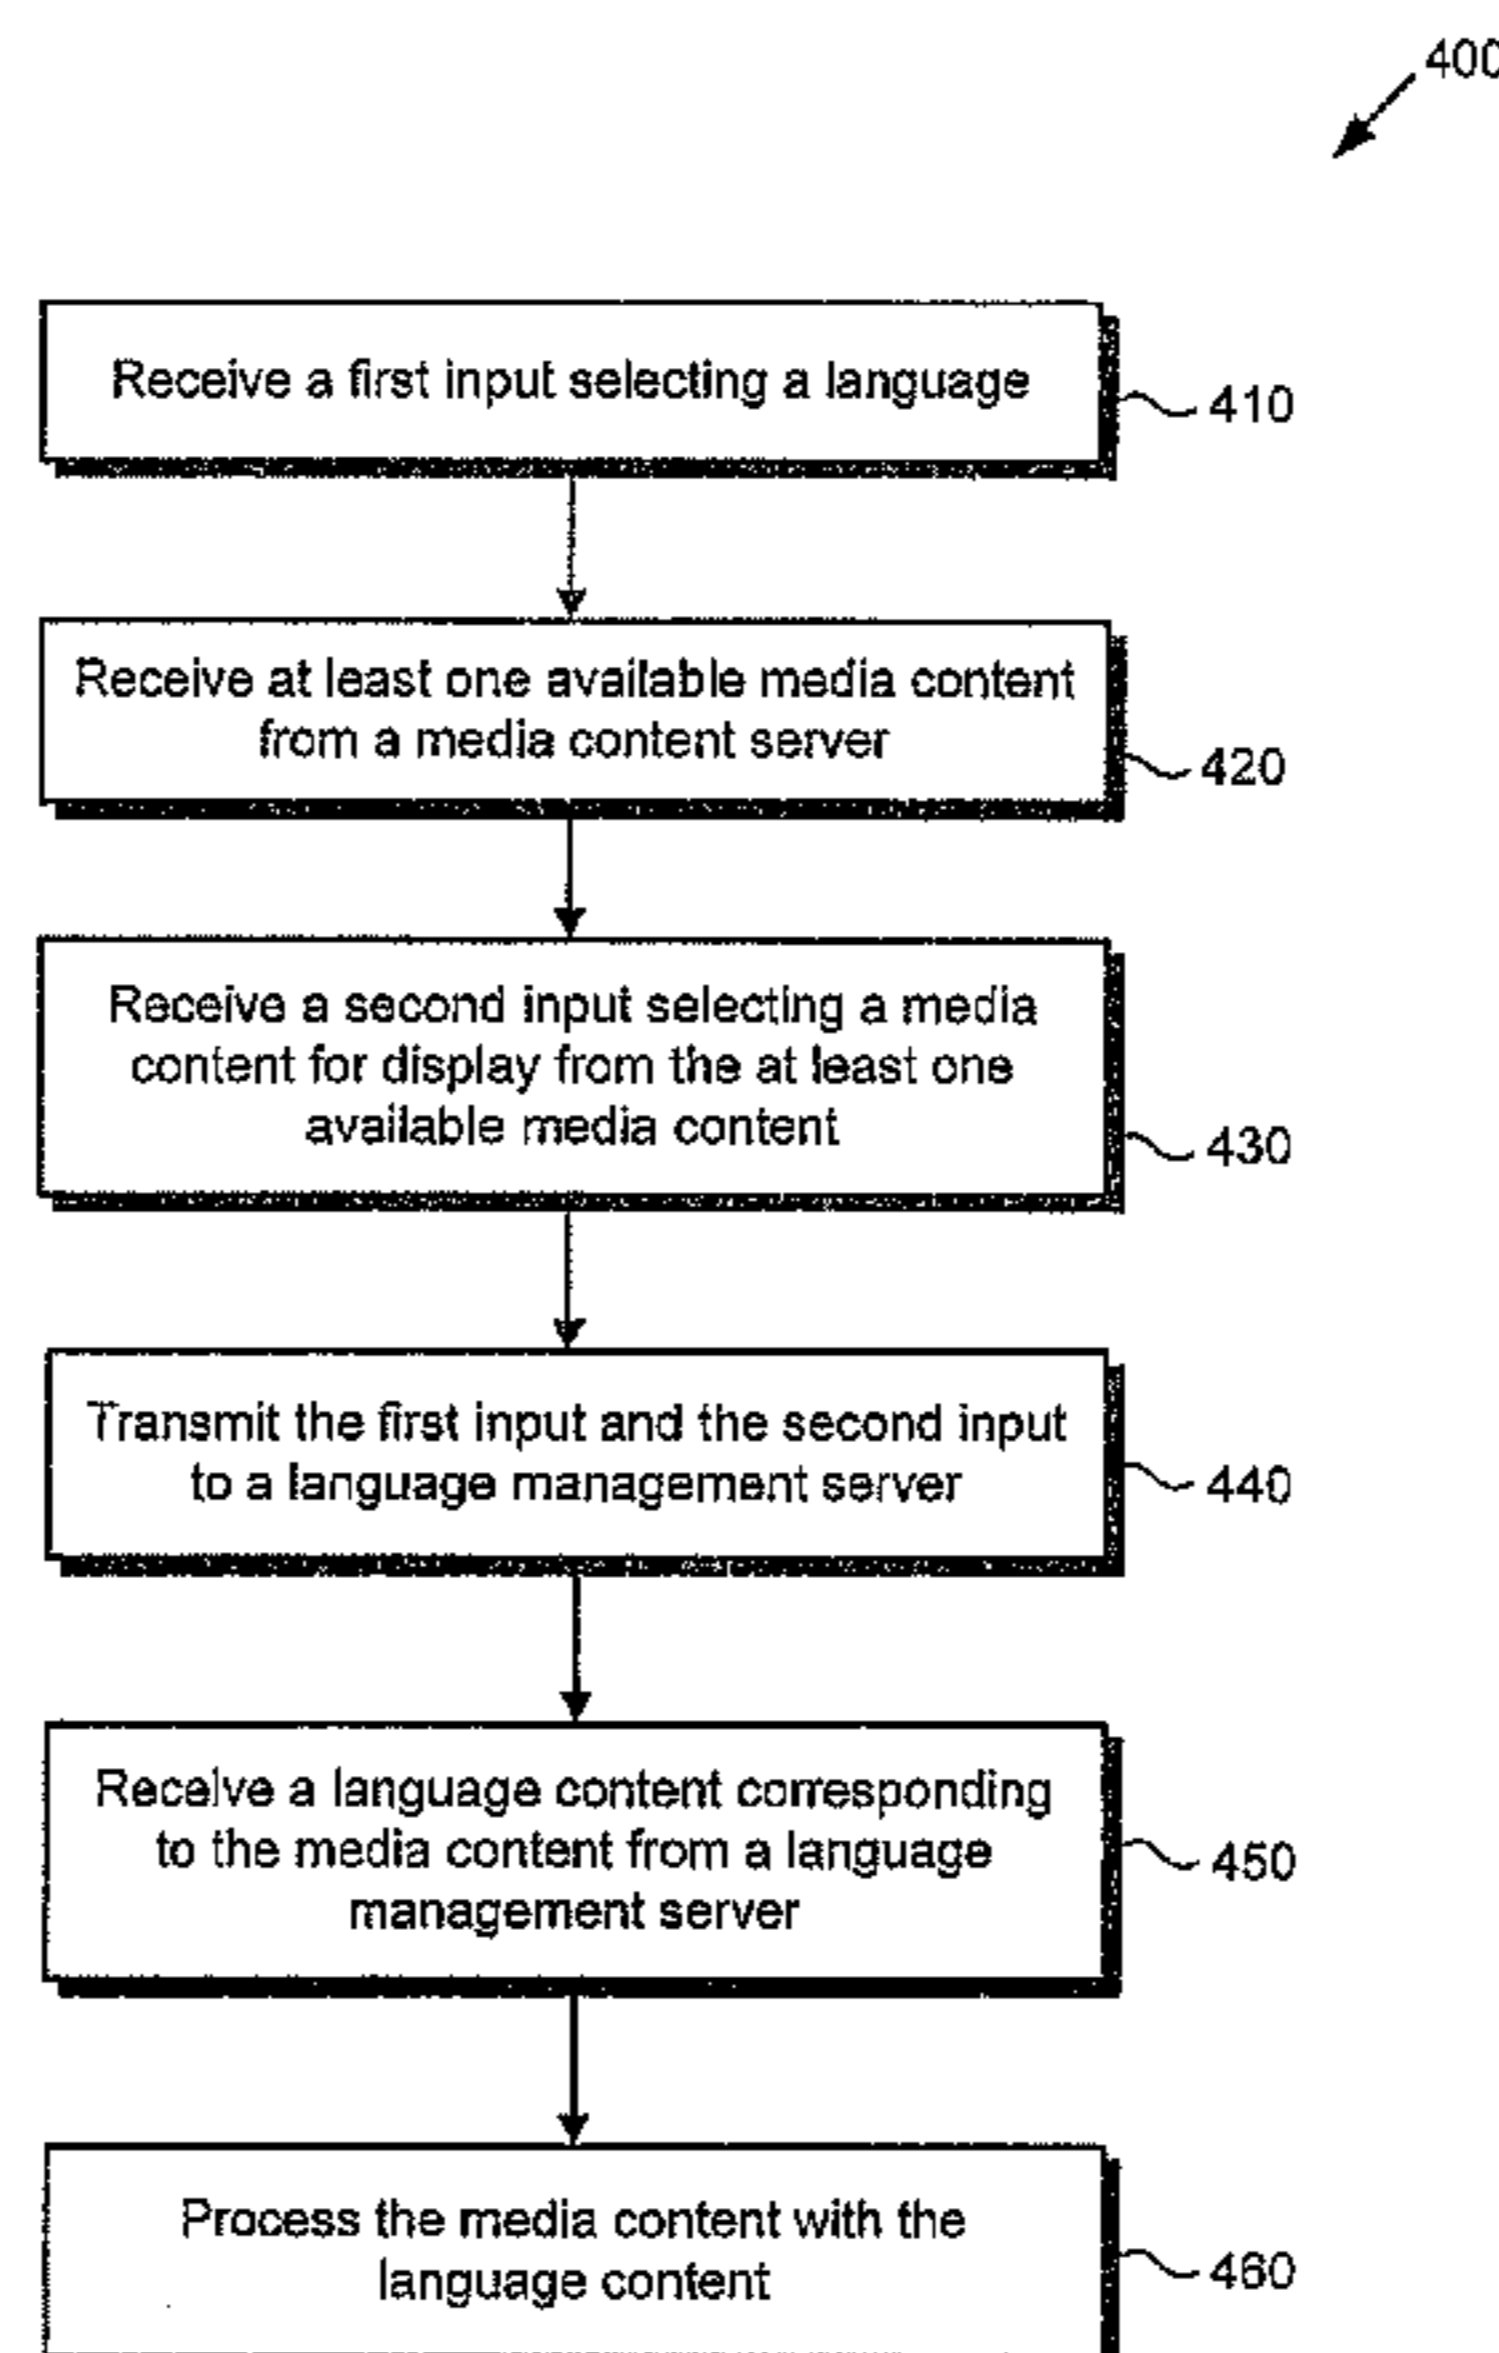 400
Receive a first input selecting a language
410
Receive at least one available media content
from a media content server
420
Receive a second input selecting a media
content for display from the at least one
available media content
430
Transmit the first input and the second input
to a language management server
440
Receive a language content corresponding
to the media content from a language
management server
450
Process the media content with the
language content
460